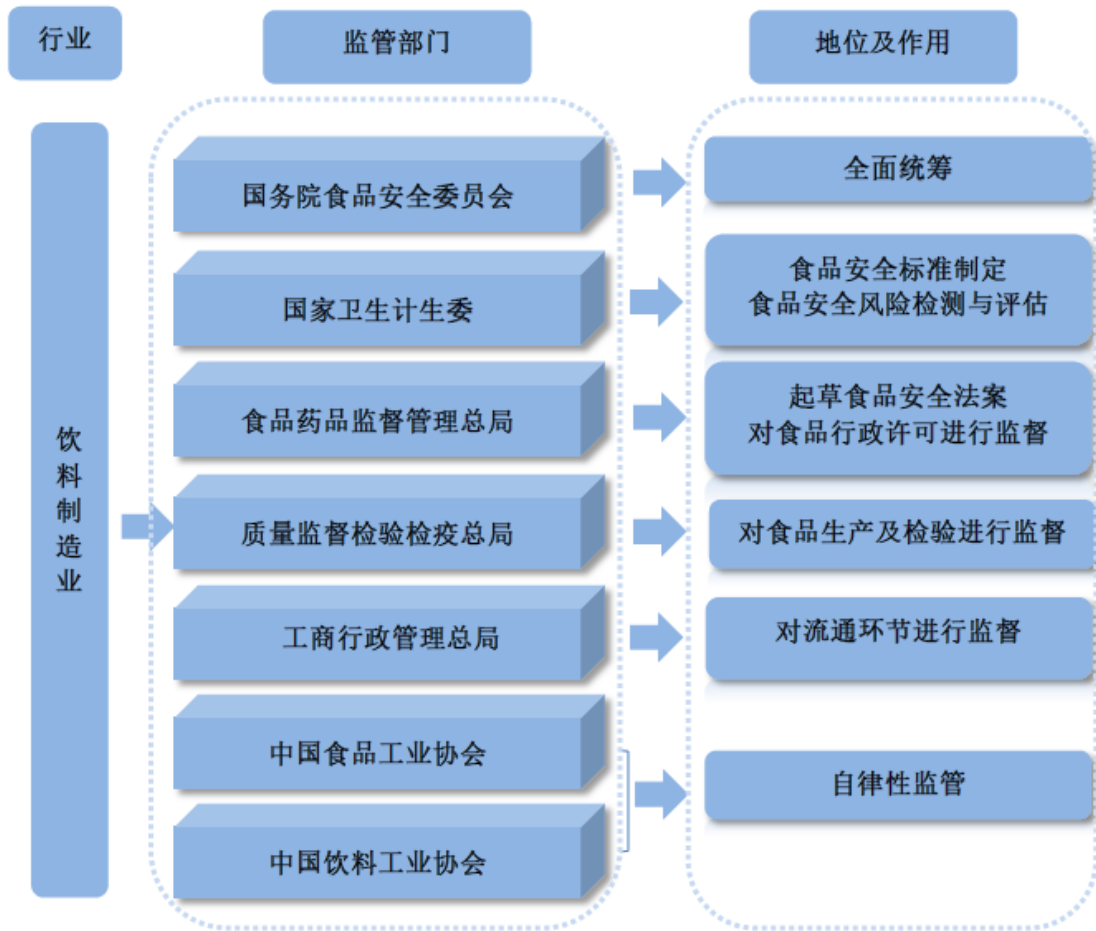 行业
监管部门
地位及作用
饮料制造业
国务院食品安全委员会
全面统筹
国家卫生计生委
食品安全标准制定
食品安全风险检测与评估
食品药品监督管理总局
起草食品安全法案
对食品行政许可进行监督
质量监督检验检疫总局
对食品生产及检验进行监督
工商行政管理总局
对流通环节进行监督
中国食品工业协会
中国饮料工业协会
自律性监管